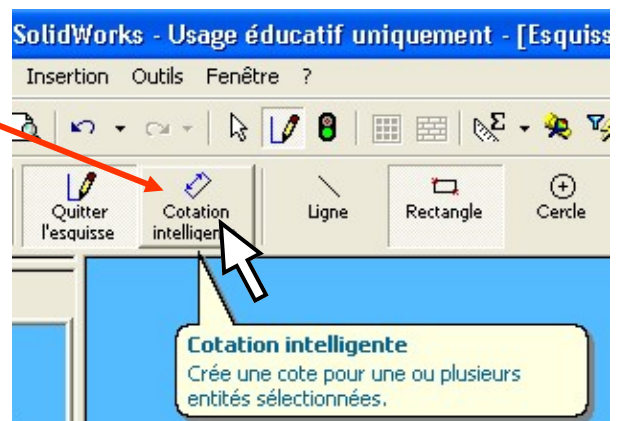 SolidWorks - Usage éducatif uniquement - [Esquiss
Insertion Outils Fenêtre ?
Quitter l'esquisse
Cotation intelligen
Ligne
Rectangle
Cercle
Cotation intelligente
Crée une cote pour une ou plusieurs
entités sélectionnées.